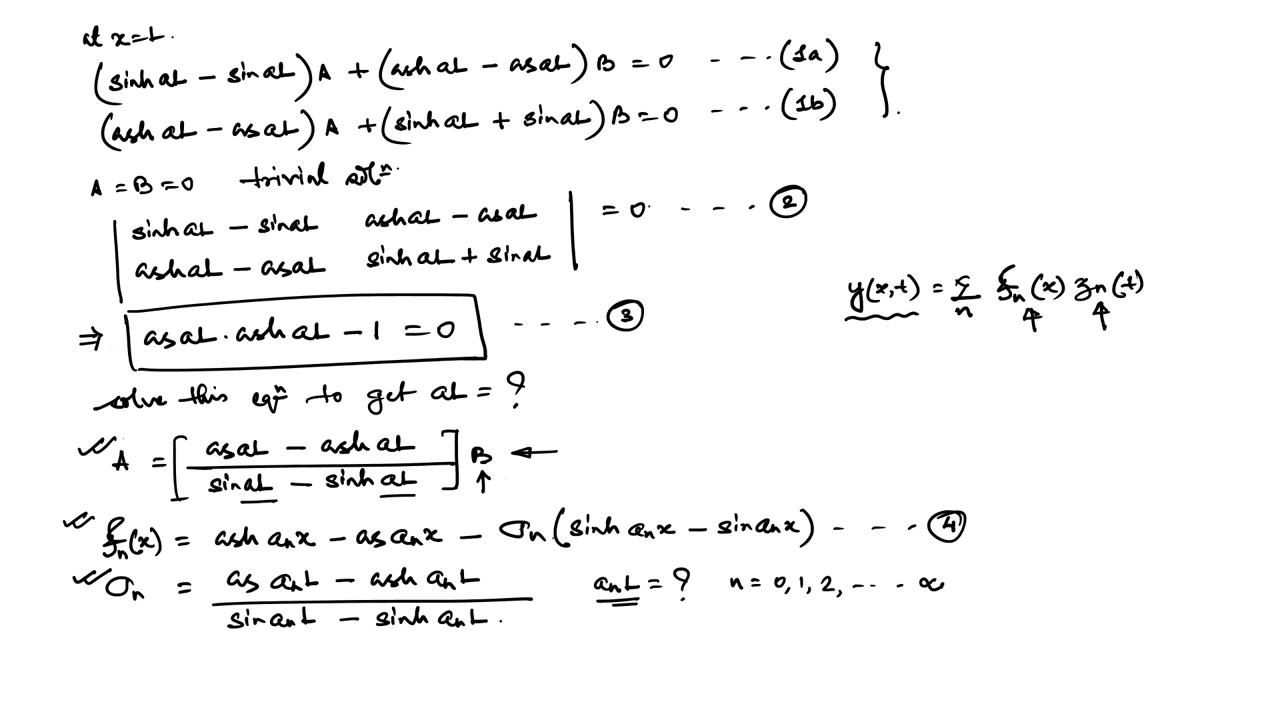 at x=L.
(sinh aL − sin aL) A + (cosh aL − cos aL) B = 0 - - - · (1a) }
(cosh aL − cos aL) A + (sinh aL + sin aL) B = 0 - - · (1b)
A = B = 0 trivial solⁿ.
| sinh aL − sin aL cosh aL − cos aL | = 0 - - - · ②
| cosh aL − cos aL sinh aL + sin aL |
y(x,t) = Σₙ ξₙ(x) zₙ(t)
⇒ cos aL · cosh aL − 1 = 0 - - - - · ③
solve this eqⁿ to get aL = ?
A = [ (cos aL − cosh aL) / (sin aL − sinh aL) ] B ←
ξₙ(x) = cosh aₙx − cos aₙx − σₙ (sinh aₙx − sin aₙx) - - - · ④
σₙ = (cos aₙL − cosh aₙL) / (sin aₙL − sinh aₙL) . aₙL = ? n = 0, 1, 2, - - - · ∞